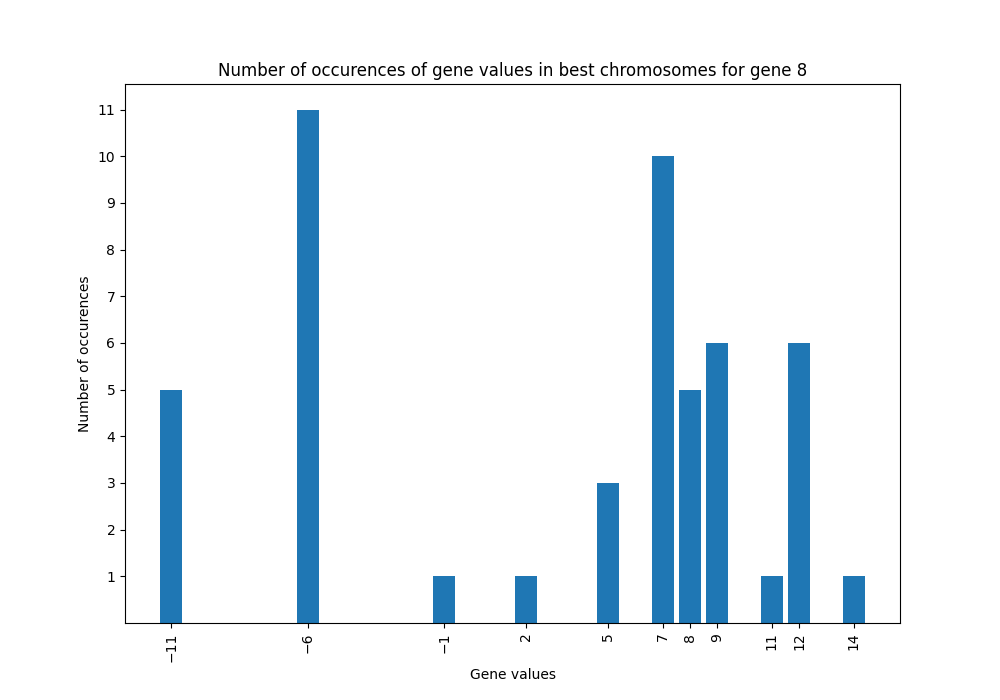 Number of occurences of gene values in best chromosomes for gene 8
11
10
9
8
7
6
5
4
3
2
1
Number of occurences
−11 −6 −1 2 5 7 8 9 11 12 14
Gene values